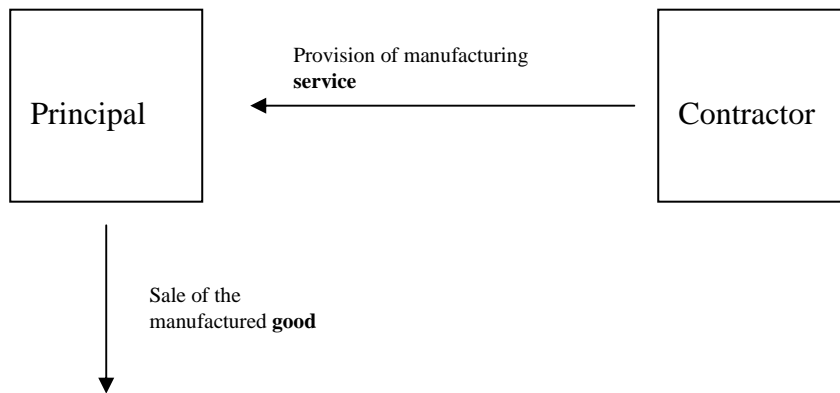 Provision of manufacturing
service
Principal
Contractor
Sale of the
manufactured good